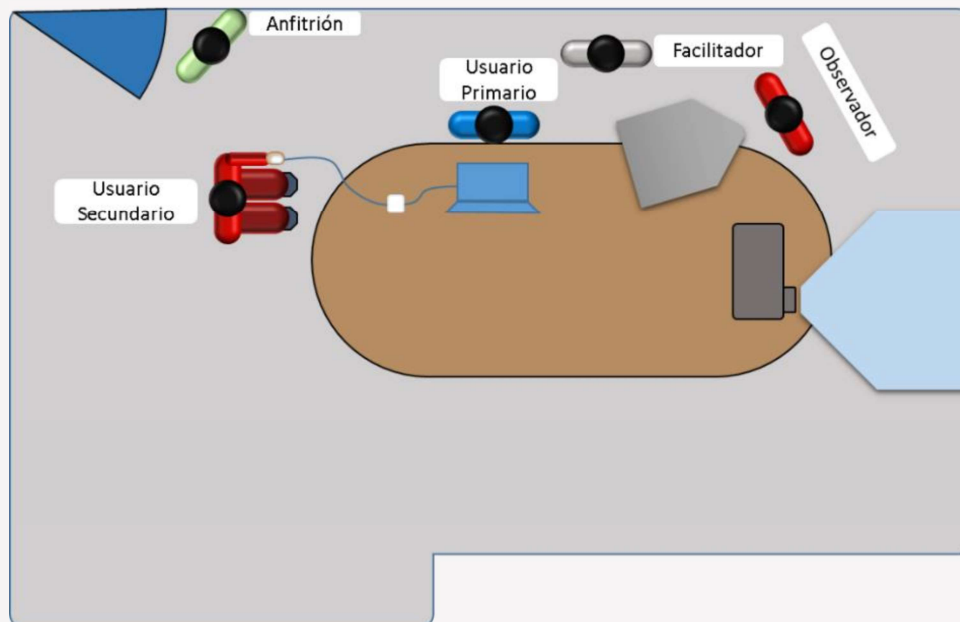 Anfitrión
Facilitador
Observador
Usuario
Primario
Usuario
Secundario